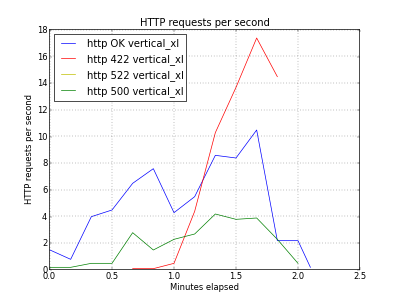 HTTP requests per second
18
16
14
12
10
8
6
4
2
0
HTTP requests per second
http OK vertical_xl
http 422 vertical_xl
http 522 vertical_xl
http 500 vertical_xl
0.0 0.5 1.0 1.5 2.0 2.5
Minutes elapsed